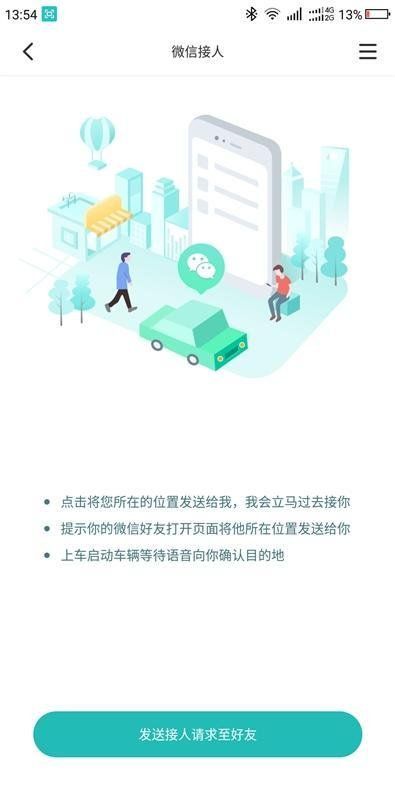 13:54
4G
2G
13%
微信接人
点击将您所在的位置发送给我，我会立马过去接你
提示你的微信好友打开页面将他所在位置发送给你
上车启动车辆等待语音向你确认目的地
发送接人请求至好友